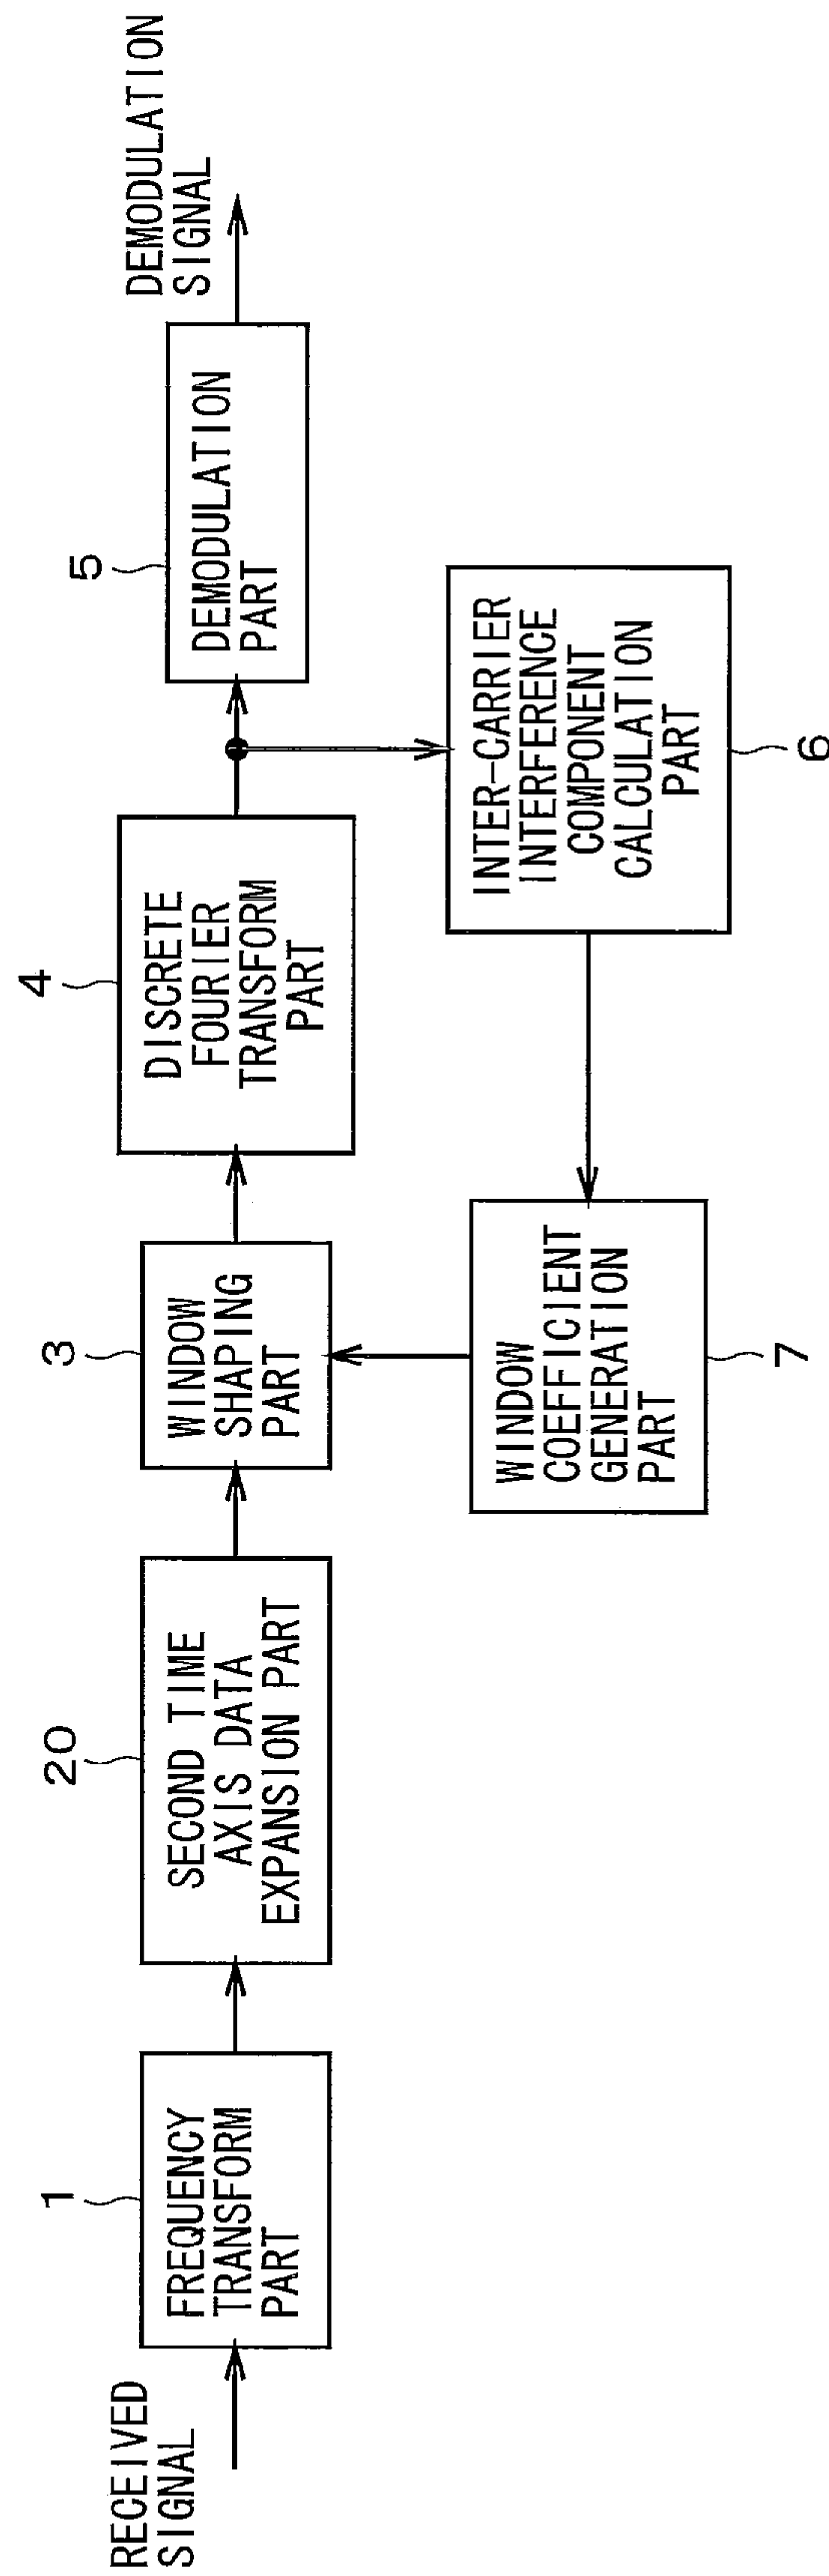 RECEIVED
SIGNAL
1
FREQUENCY
TRANSFORM
PART
20
SECOND TIME
AXIS DATA
EXPANSION PART
3
WINDOW
SHAPING
PART
4
DISCRETE
FOURIER
TRANSFORM
PART
5
DEMODULATION
PART
DEMODULATION
SIGNAL
WINDOW
COEFFICIENT
GENERATION
PART
7
INTER-CARRIER
INTERFERENCE
COMPONENT
CALCULATION
PART
6